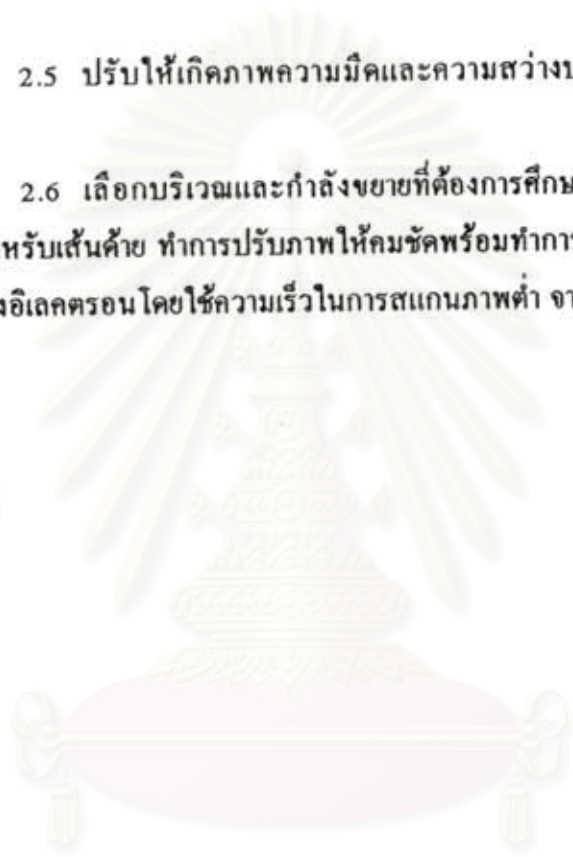 2.5 ปรับให้เกิดภาพความมืดและความสว่าง
2.6 เลือกบริเวณและกำลังขยายที่ต้องการศึกษ
หรับเส้นด้าย ทำการปรับภาพให้คมชัดพร้อมทำการ
งอิเลคตรอนโดยใช้ความเร็วในการสแกนภาพต่ำ จา